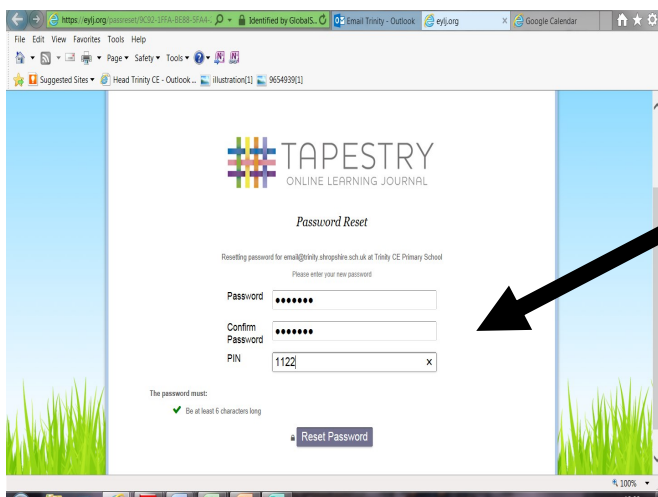 https://eylj.org/passreset/9C92-1FFA-BEB8-5FA4-. Identified by GlobalS.. Email Trinity - Outlook eylj.org x Google Calendar
File Edit View Favorites Tools Help
Page Safety Tools
Suggested Sites Head Trinity CE - Outlook ... illustration[1] 9654939[1]
TAPESTRY
ONLINE LEARNING JOURNAL
Password Reset
Resetting password for email@trinity.shropshire.sch.uk at Trinity CE Primary School
Please enter your new password
Password •••••••
Confirm
Password •••••••
PIN 1122 x
The password must:
Be at least 6 characters long
Reset Password
100%